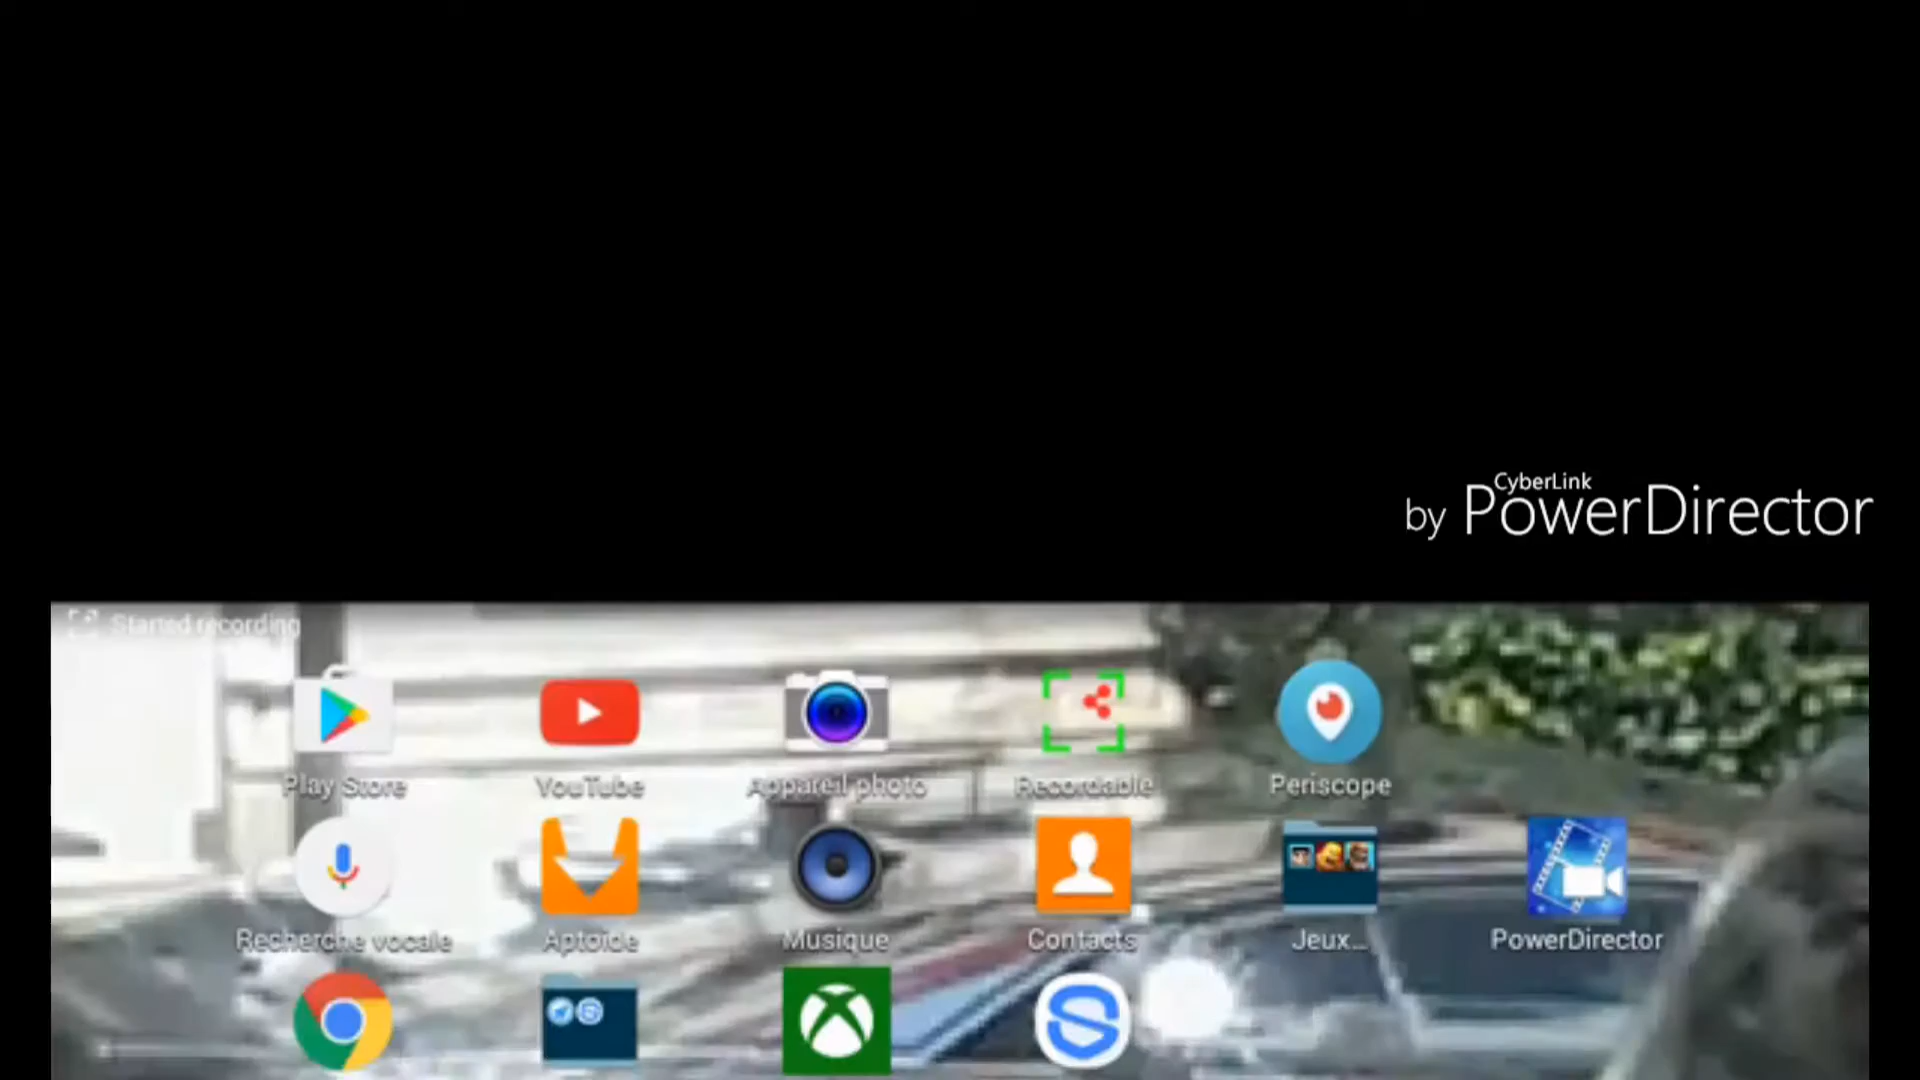 CyberLink
by PowerDirector
Started recording
Play Store
YouTube
Appareil photo
Recordable
Periscope
Recherche vocale
Aptoide
Musique
Contacts
Jeux...
PowerDirector